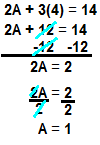 2A + 3(4) = 14
2A + 12 = 14
-12 -12
2A = 2
2A = 2
2 2
A = 1